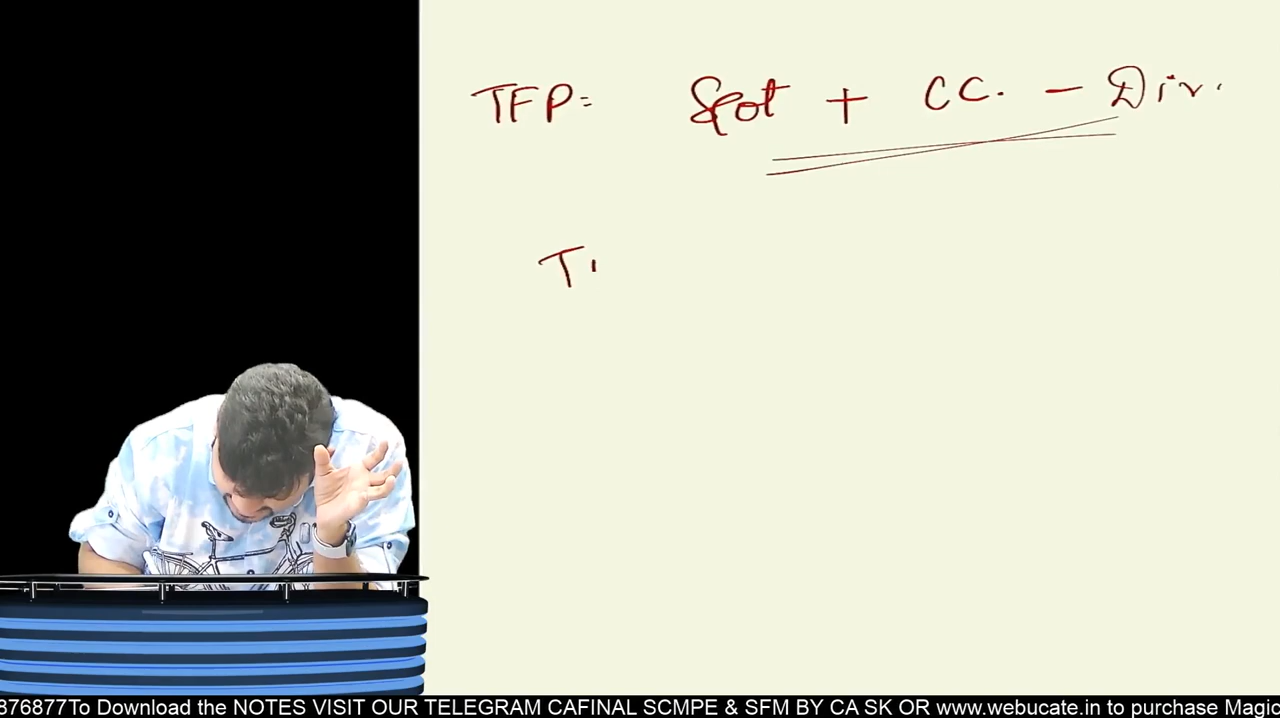 TFP= Spot + CC. - Div.
T
876877To Download the NOTES VISIT OUR TELEGRAM CAFINAL SCMPE & SFM BY CA SK OR www.webucate.in to purchase Magic